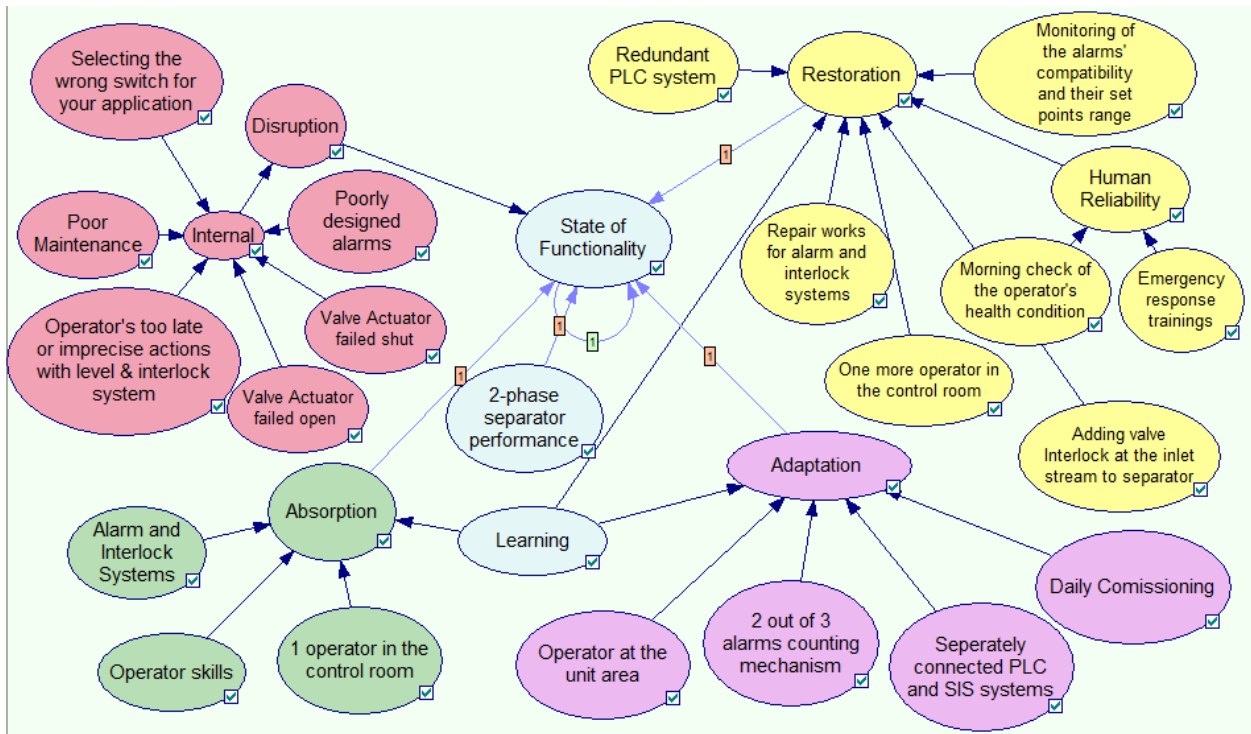 Selecting the
wrong switch for
your application
Disruption
Poor
Maintenance
Internal
Poorly
designed
alarms
Operator's too late
or imprecise actions
with level & interlock
system
Valve Actuator
failed shut
Valve Actuator
failed open
State of
Functionality
1
1
1
1
1
2-phase
separator
performance
Redundant
PLC system
Restoration
Monitoring of
the alarms'
compatibility
and their set
points range
Human
Reliability
Repair works
for alarm and
interlock
systems
Morning check of
the operator's
health condition
Emergency
response
trainings
One more operator in
the control room
Adding valve
Interlock at the inlet
stream to separator
Absorption
Alarm and
Interlock
Systems
Operator skills
1 operator in the
control room
Learning
Adaptation
Operator at the
unit area
2 out of 3
alarms counting
mechanism
Seperately
connected PLC
and SIS systems
Daily Comissioning